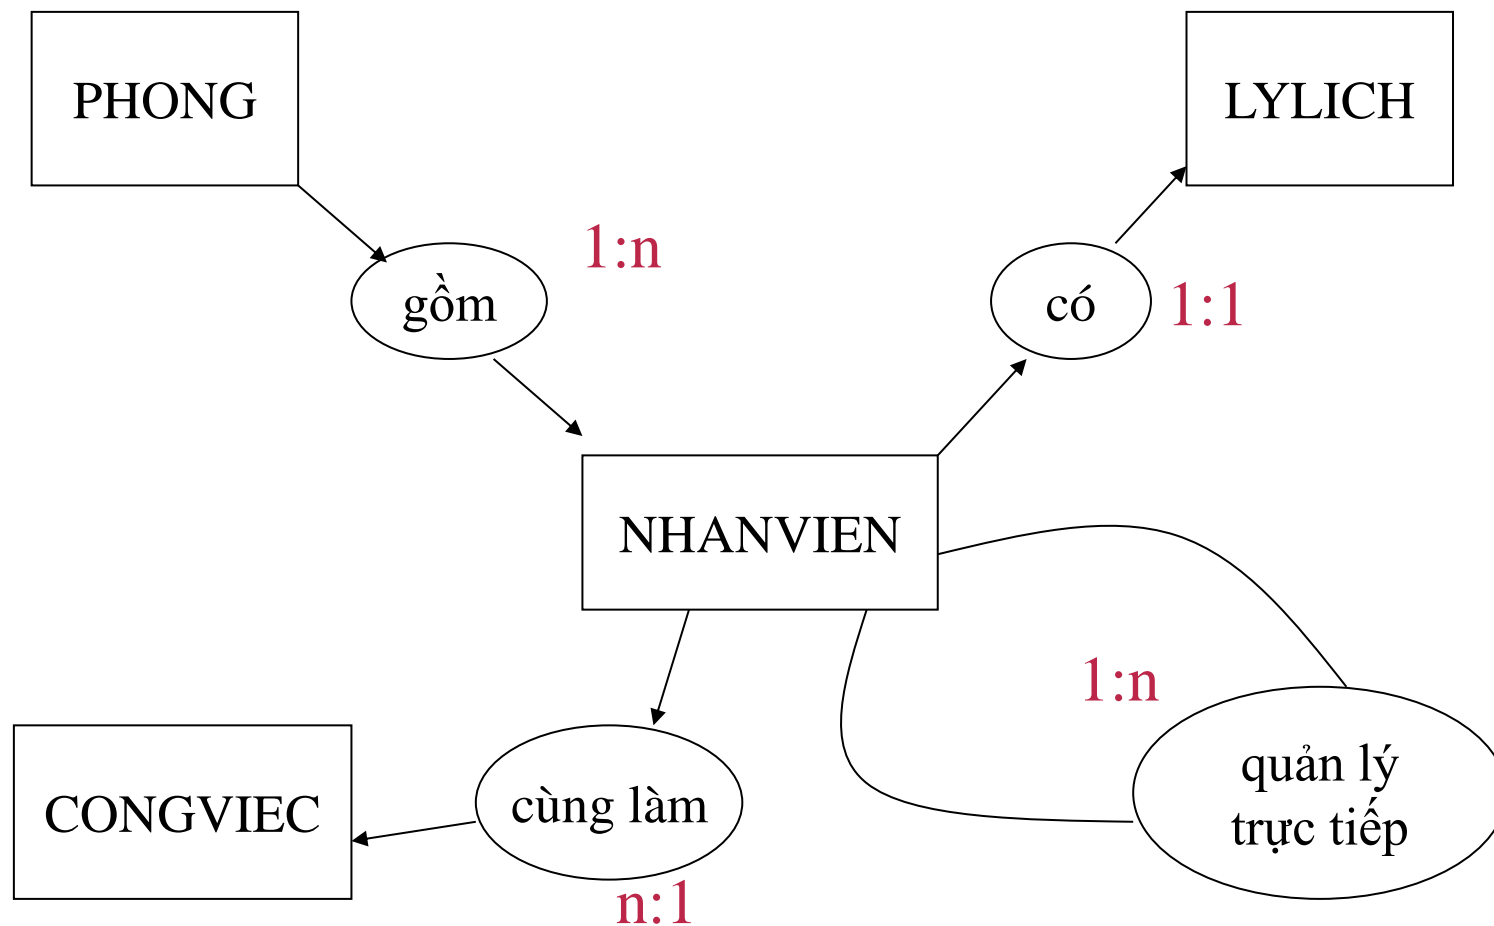 PHONG
LYLICH
1:n
gồm
có
1:1
NHANVIEN
1:n
quản lý
trực tiếp
CONGVIEC
cùng làm
n:1